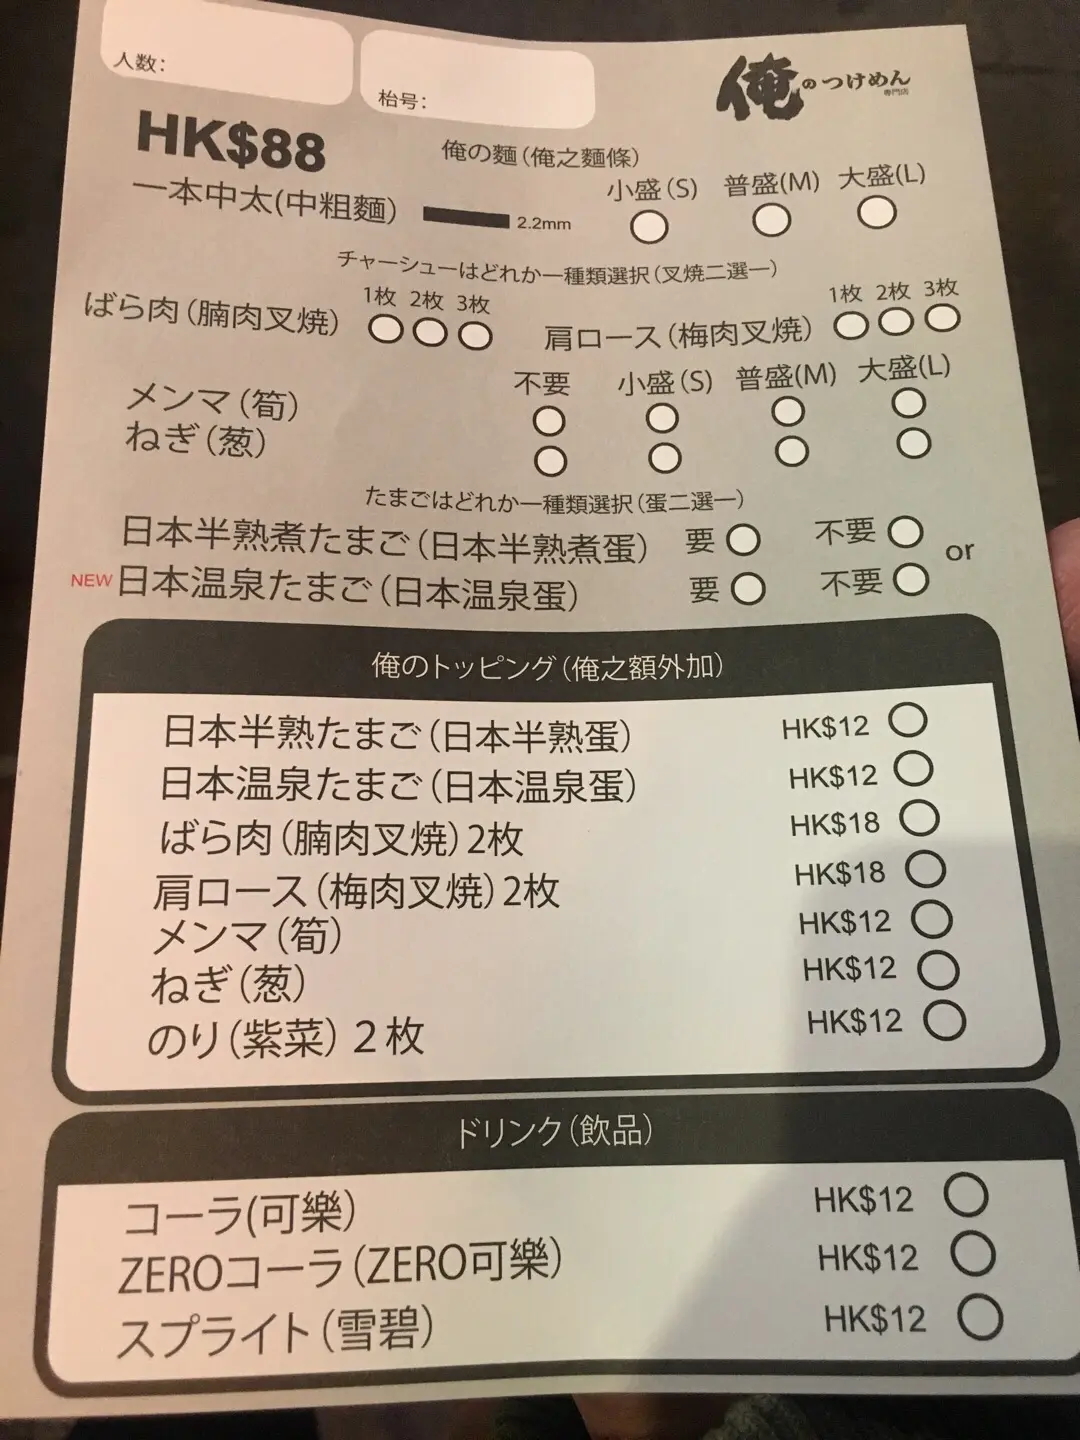 人数:
枱号:
俺のつけめん
専門店
HK$88
俺の麵(俺之麵條)
一本中太(中粗麵) 2.2mm 小盛(S) 普盛(M) 大盛(L)
チャーシューはどれか一種類選択(叉焼二選一)
ばら肉(腩肉叉焼) 1枚 2枚 3枚 肩ロース(梅肉叉焼) 1枚 2枚 3枚
不要 小盛(S) 普盛(M) 大盛(L)
メンマ(筍)
ねぎ(葱)
たまごはどれか一種類選択(蛋二選一)
日本半熟煮たまご(日本半熟煮蛋) 要 不要
or
NEW 日本温泉たまご(日本温泉蛋) 要 不要
俺のトッピング(俺之額外加)
日本半熟たまご(日本半熟蛋) HK$12
日本温泉たまご(日本温泉蛋) HK$12
ばら肉(腩肉叉焼)2枚 HK$18
肩ロース(梅肉叉焼)2枚 HK$18
メンマ(筍) HK$12
ねぎ(葱) HK$12
のり(紫菜)2枚 HK$12
ドリンク(飲品)
コーラ(可樂) HK$12
ZEROコーラ(ZERO可樂) HK$12
スプライト(雪碧) HK$12